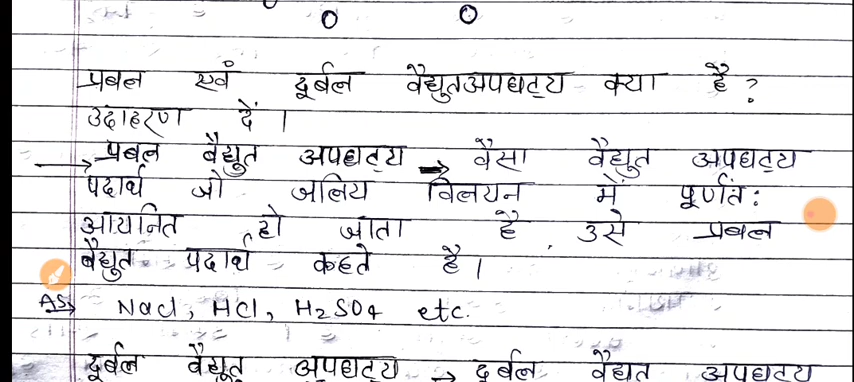 प्रबल एवं दूर्बल वैद्युतअपघट्य क्या है ?
उदाहरण दें ।
→ प्रबल वैद्युत अपघट्य → वैसा वैद्युत अपघट्य
पदार्थ जो जलिय विलयन में पूर्णत:
आयनित हो जाता है , उसे प्रबल
वैद्युत पदार्थ कहते है ।
AS→ NaCl, HCl, H₂SO₄ etc.
दूर्बल वैद्युत अपघट्य → दूर्बल वैद्यत अपघट्य